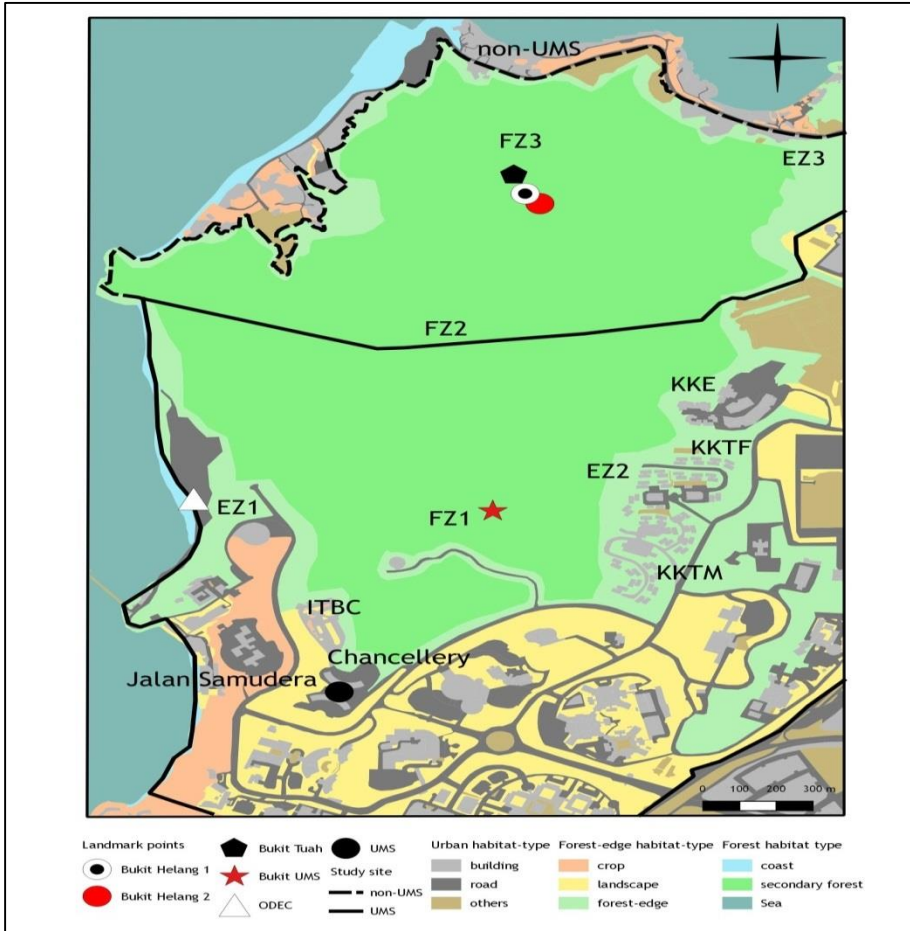 non-UMS
FZ3
EZ3
FZ2
KKE
KKTF
EZ2
EZ1
FZ1
KKTM
ITBC
Chancellery
Jalan Samudera
0 100 200 300 m
Landmark points
Bukit Helang 1
Bukit Helang 2
Bukit Tuah
Bukit UMS
ODEC
UMS
Study site
non-UMS
UMS
Urban habitat-type
building
road
others
Forest-edge habitat-type
crop
landscape
forest-edge
Forest habitat type
coast
secondary forest
Sea